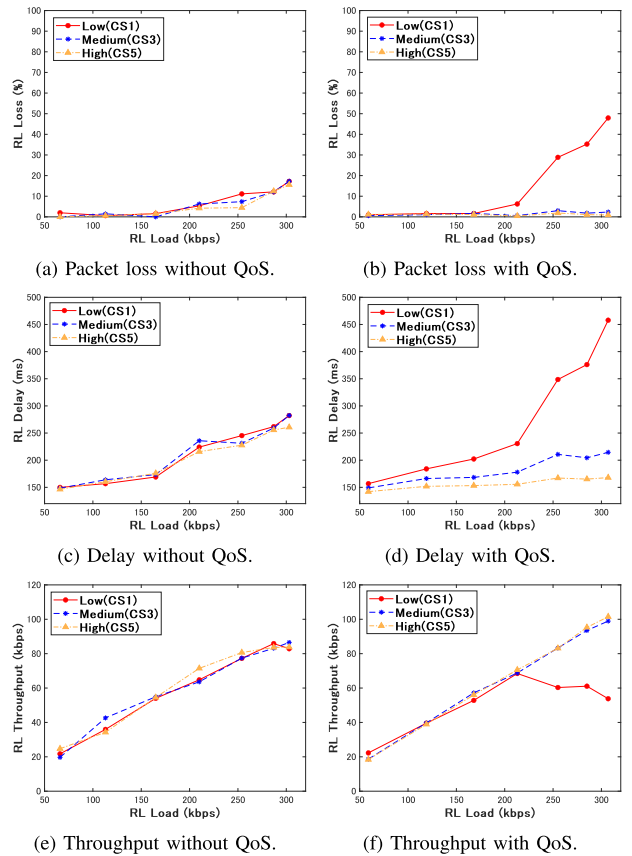 100
90
80
70
60
50
40
30
20
10
0
RL Loss (%)
Low(CS1)
Medium(CS3)
High(CS5)
50 100 150 200 250 300
RL Load (kbps)
(a) Packet loss without QoS.
100
90
80
70
60
50
40
30
20
10
0
RL Loss (%)
Low(CS1)
Medium(CS3)
High(CS5)
50 100 150 200 250 300
RL Load (kbps)
(b) Packet loss with QoS.
500
450
400
350
300
250
200
150
RL Delay (ms)
Low(CS1)
Medium(CS3)
High(CS5)
50 100 150 200 250 300
RL Load (kbps)
(c) Delay without QoS.
500
450
400
350
300
250
200
150
RL Delay (ms)
Low(CS1)
Medium(CS3)
High(CS5)
50 100 150 200 250 300
RL Load (kbps)
(d) Delay with QoS.
120
100
80
60
40
20
0
RL Throughput (kbps)
Low(CS1)
Medium(CS3)
High(CS5)
50 100 150 200 250 300
RL Load (kbps)
(e) Throughput without QoS.
120
100
80
60
40
20
0
RL Throughput (kbps)
Low(CS1)
Medium(CS3)
High(CS5)
50 100 150 200 250 300
RL Load (kbps)
(f) Throughput with QoS.